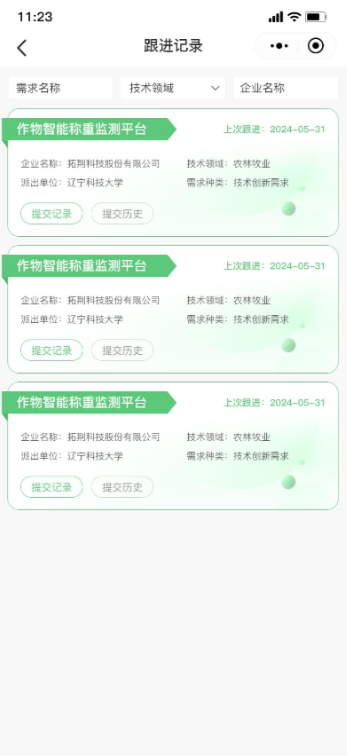 11:23
跟进记录
需求名称 技术领域 企业名称
作物智能称重监测平台 上次跟进：2024-05-31
企业名称：拓荆科技股份有限公司 技术领域：农林牧业
派出单位：辽宁科技大学 需求种类：技术创新需求
提交记录 提交历史
作物智能称重监测平台 上次跟进：2024-05-31
企业名称：拓荆科技股份有限公司 技术领域：农林牧业
派出单位：辽宁科技大学 需求种类：技术创新需求
提交记录 提交历史
作物智能称重监测平台 上次跟进：2024-05-31
企业名称：拓荆科技股份有限公司 技术领域：农林牧业
派出单位：辽宁科技大学 需求种类：技术创新需求
提交记录 提交历史